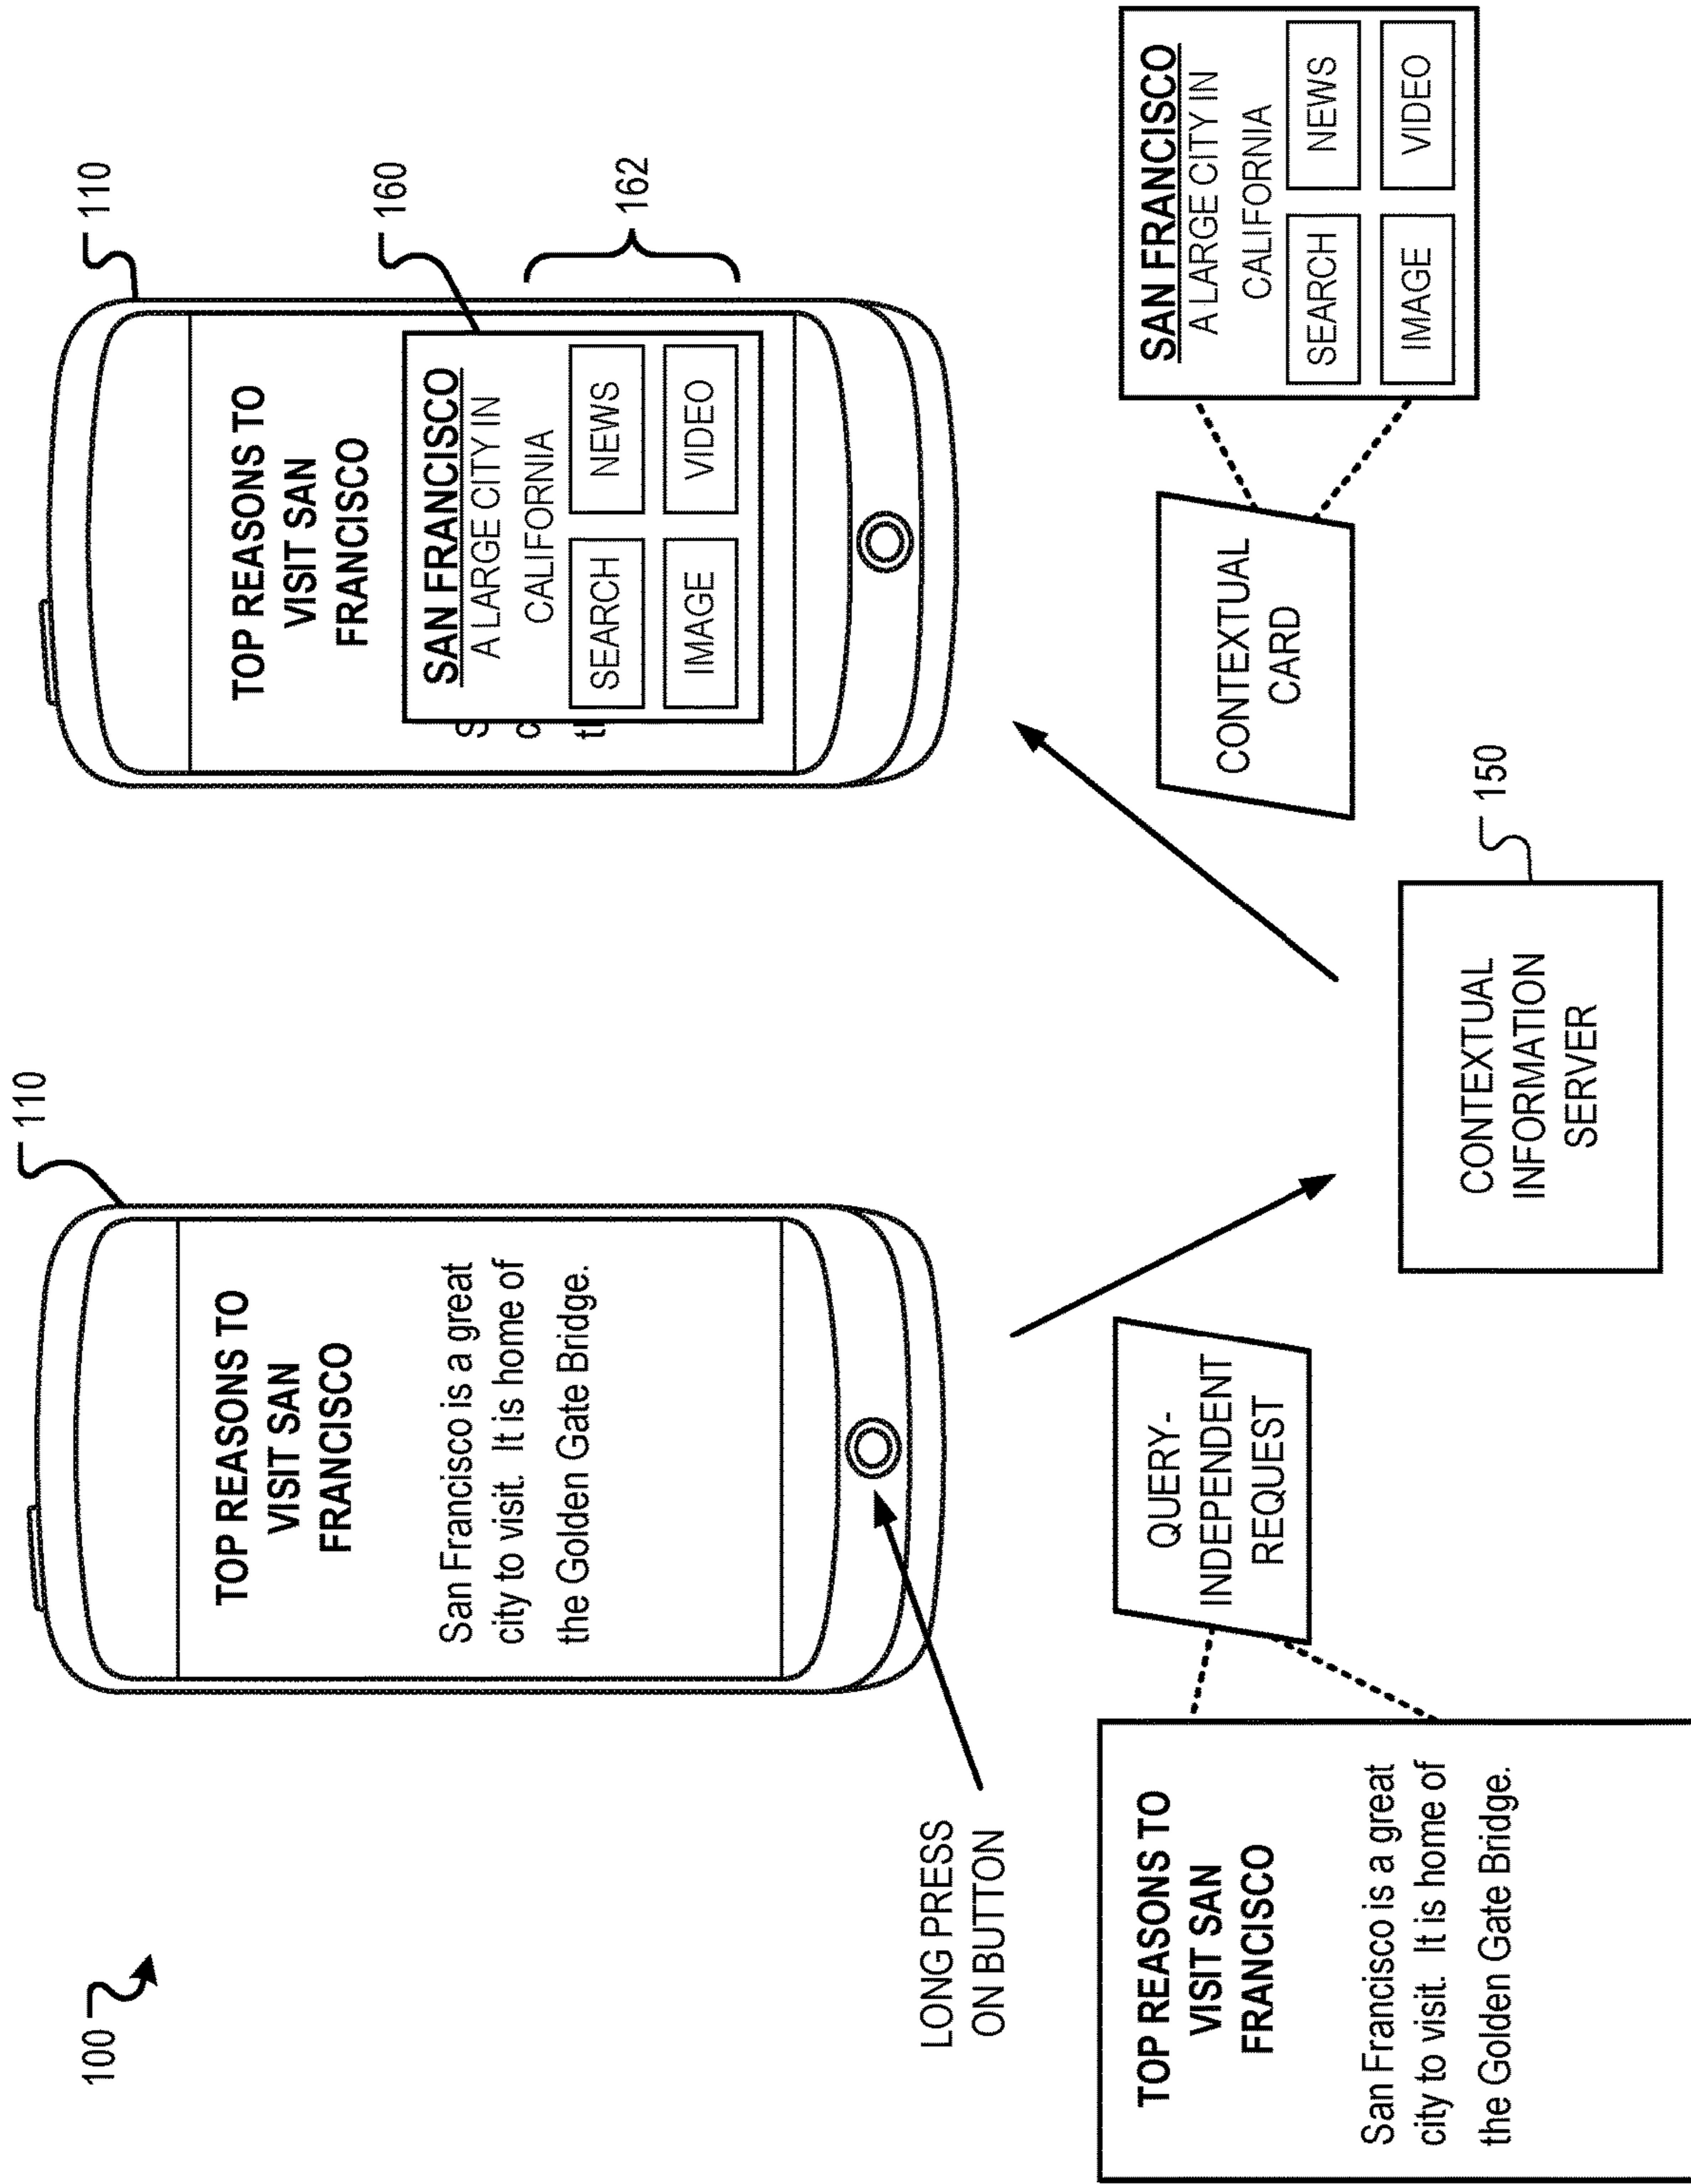 100
110
TOP REASONS TO
VISIT SAN
FRANCISCO
San Francisco is a great
city to visit. It is home of
the Golden Gate Bridge.
LONG PRESS
ON BUTTON
110
TOP REASONS TO
VISIT SAN
FRANCISCO
160
SAN FRANCISCO
A LARGE CITY IN
CALIFORNIA
SEARCH NEWS
IMAGE VIDEO
162
S
c
t
TOP REASONS TO
VISIT SAN
FRANCISCO
San Francisco is a great
city to visit. It is home of
the Golden Gate Bridge.
QUERY-
INDEPENDENT
REQUEST
CONTEXTUAL
INFORMATION
SERVER
150
CONTEXTUAL
CARD
SAN FRANCISCO
A LARGE CITY IN
CALIFORNIA
SEARCH NEWS
IMAGE VIDEO